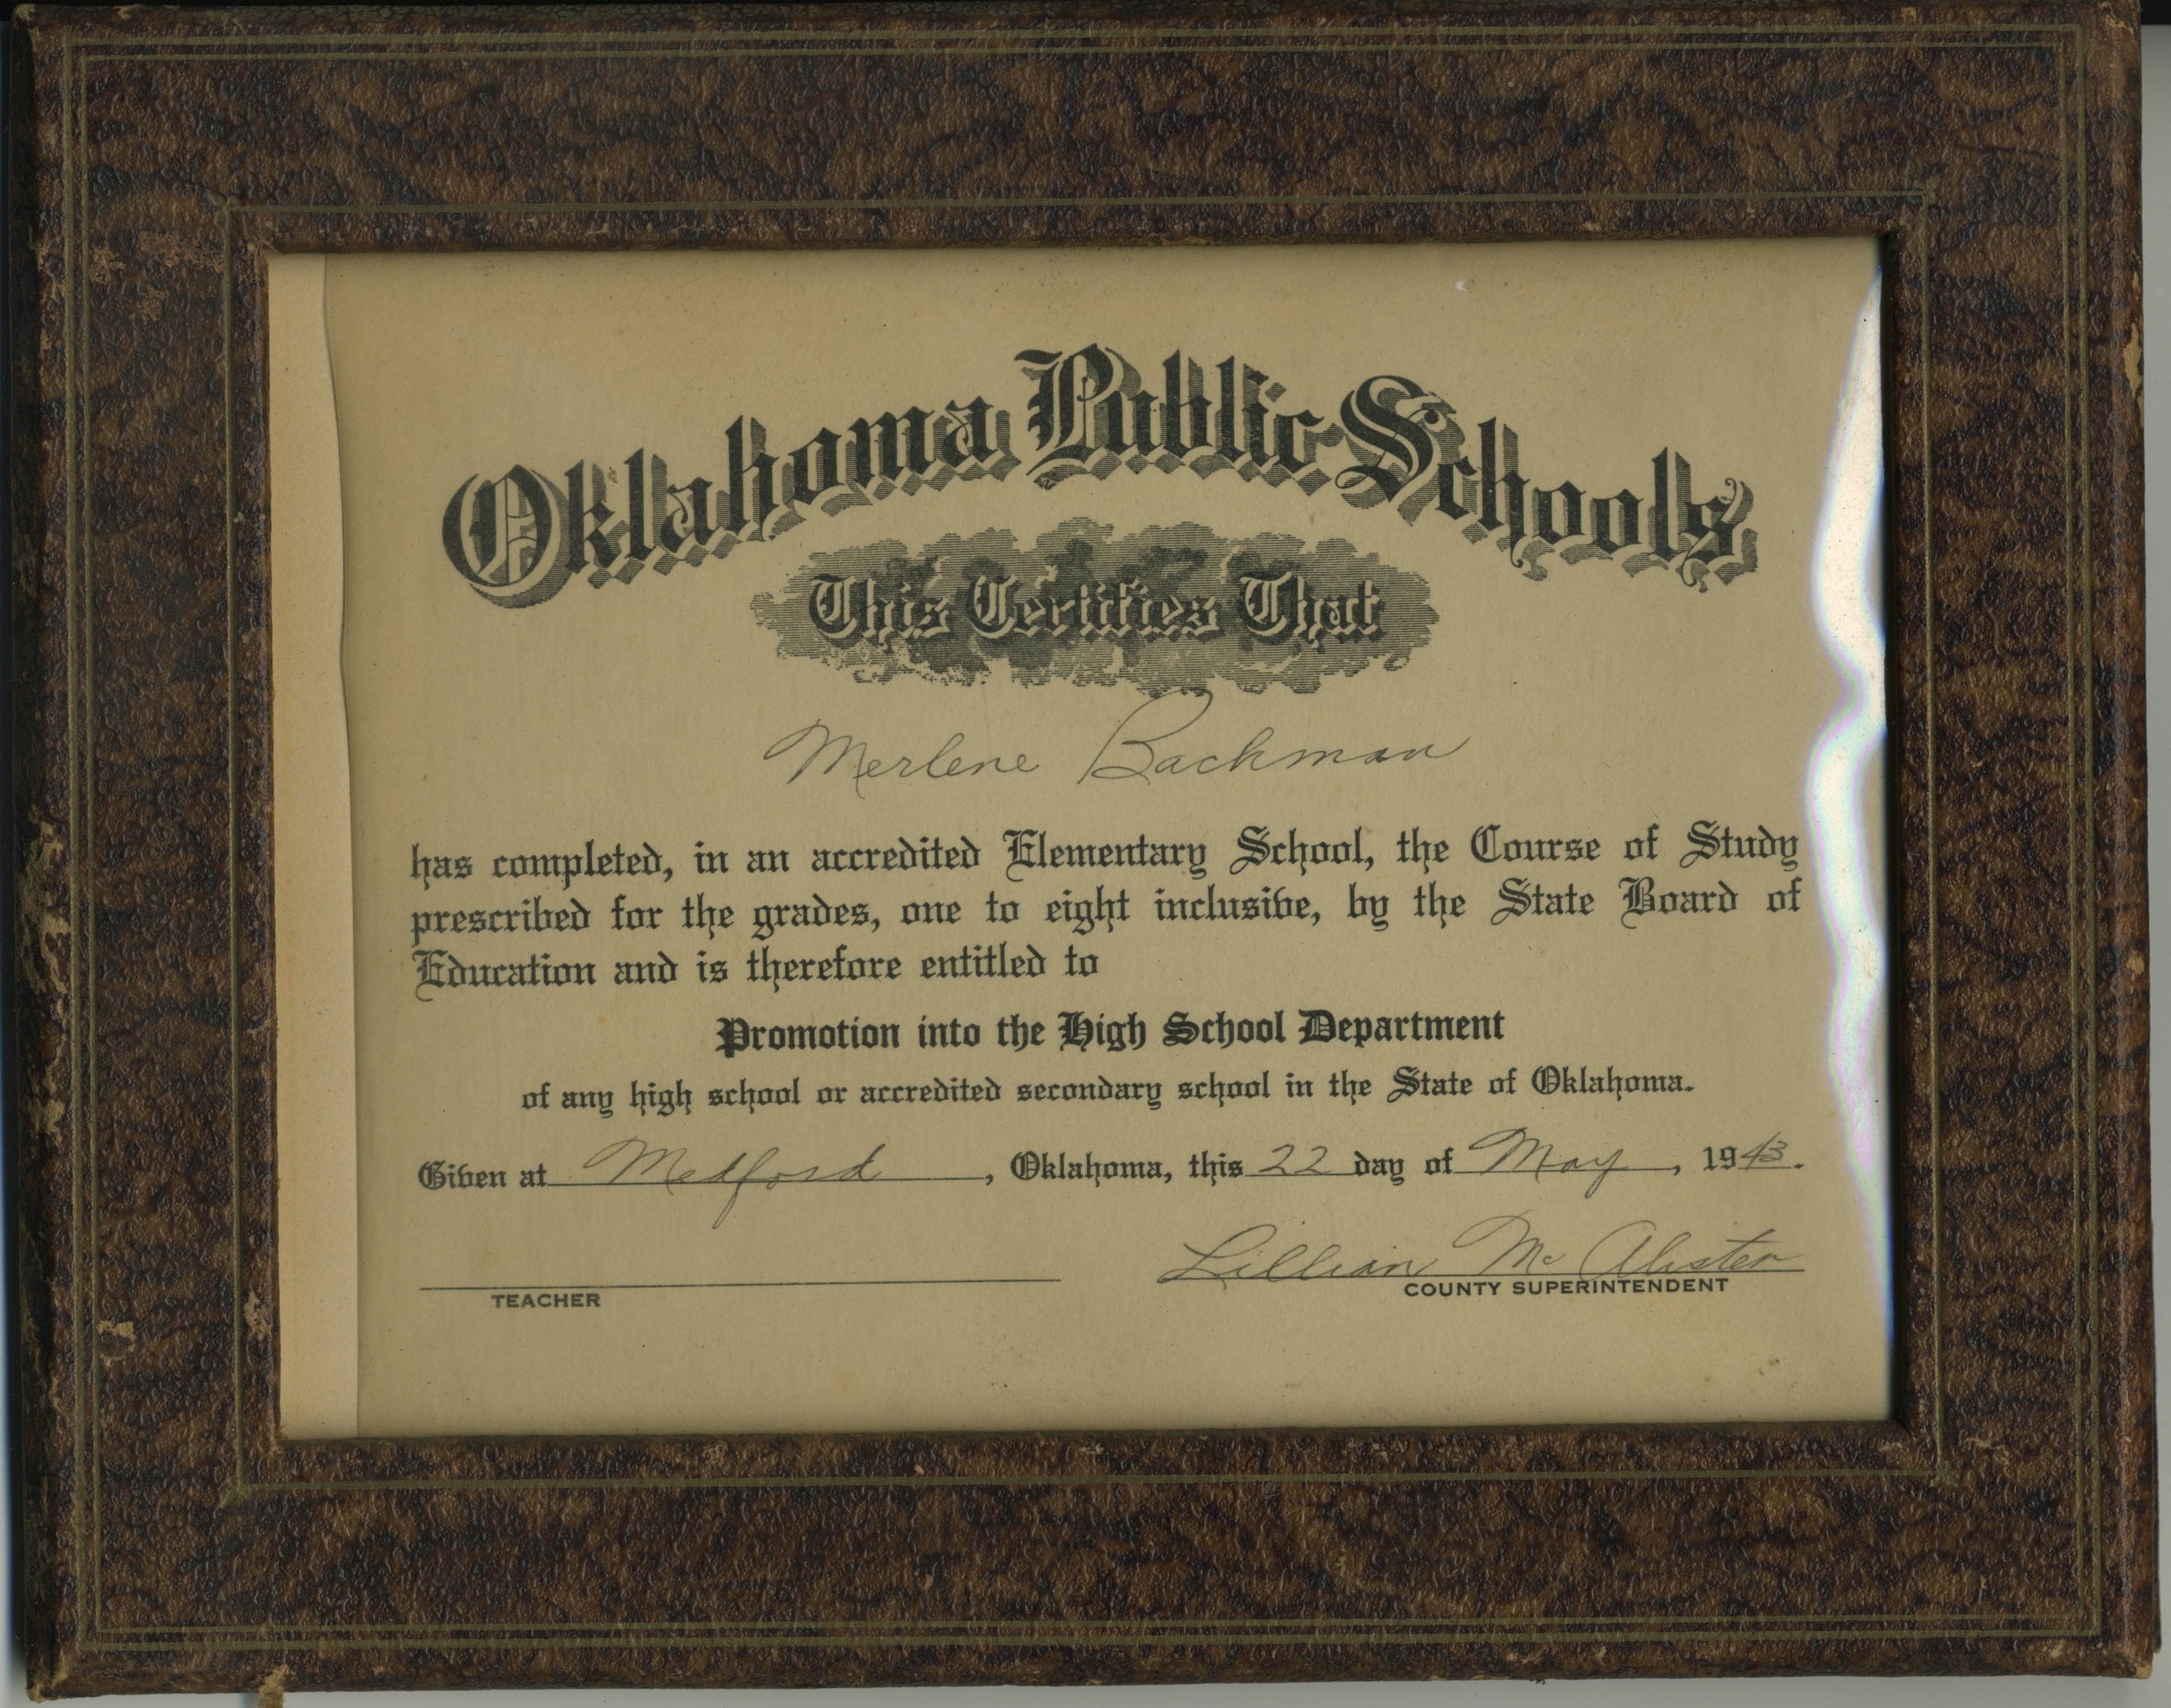 Oklahoma Public Schools
This Certifies That
Merlene Bachman
has completed, in an accredited Elementary School, the Course of Study
prescribed for the grades, one to eight inclusive, by the State Board of
Education and is therefore entitled to
Promotion into the High School Department
of any high school or accredited secondary school in the State of Oklahoma.
Given at Medford, Oklahoma, this 22 day of May, 1943.
Lillian Mc Alister
TEACHER COUNTY SUPERINTENDENT